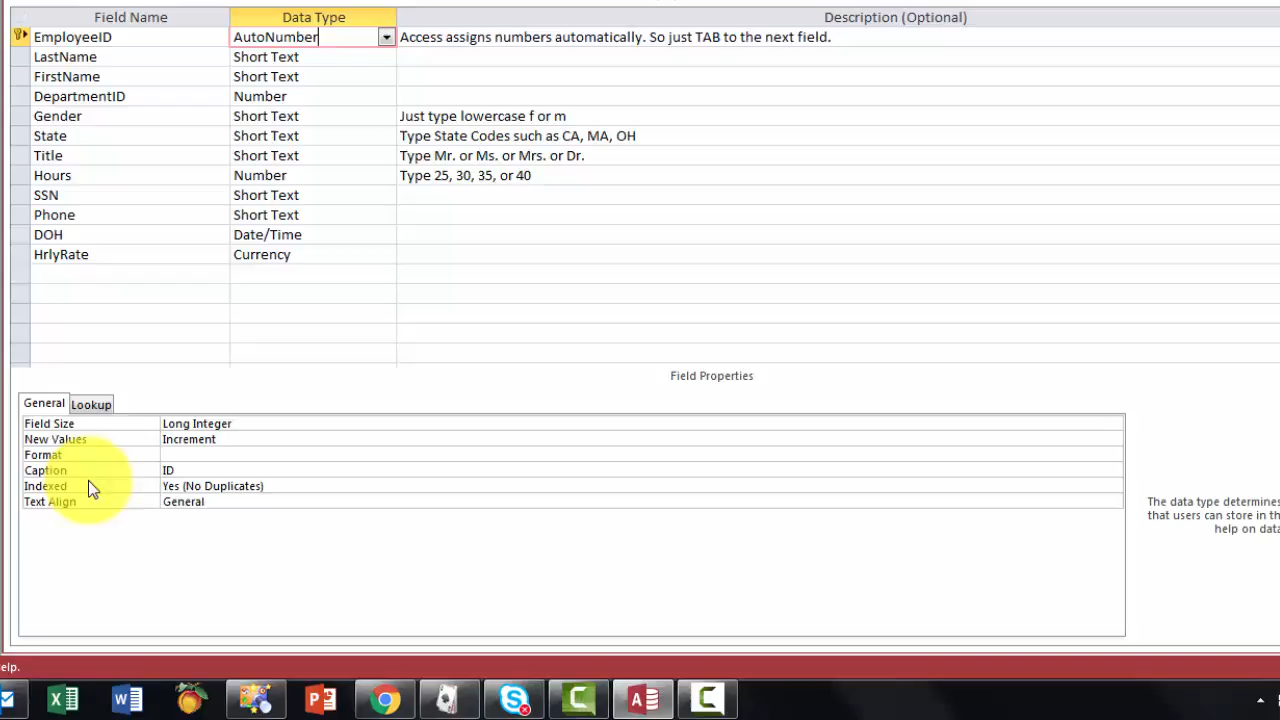 Field Name Data Type Description (Optional)
EmployeeID AutoNumber Access assigns numbers automatically. So just TAB to the next field.
LastName Short Text
FirstName Short Text
DepartmentID Number
Gender Short Text Just type lowercase f or m
State Short Text Type State Codes such as CA, MA, OH
Title Short Text Type Mr. or Ms. or Mrs. or Dr.
Hours Number Type 25, 30, 35, or 40
SSN Short Text
Phone Short Text
DOH Date/Time
HrlyRate Currency
Field Properties
General Lookup
Field Size Long Integer
New Values Increment
Format
Caption ID
Indexed Yes (No Duplicates)
Text Align General
The data type determines
that users can store in th
help on data
elp.